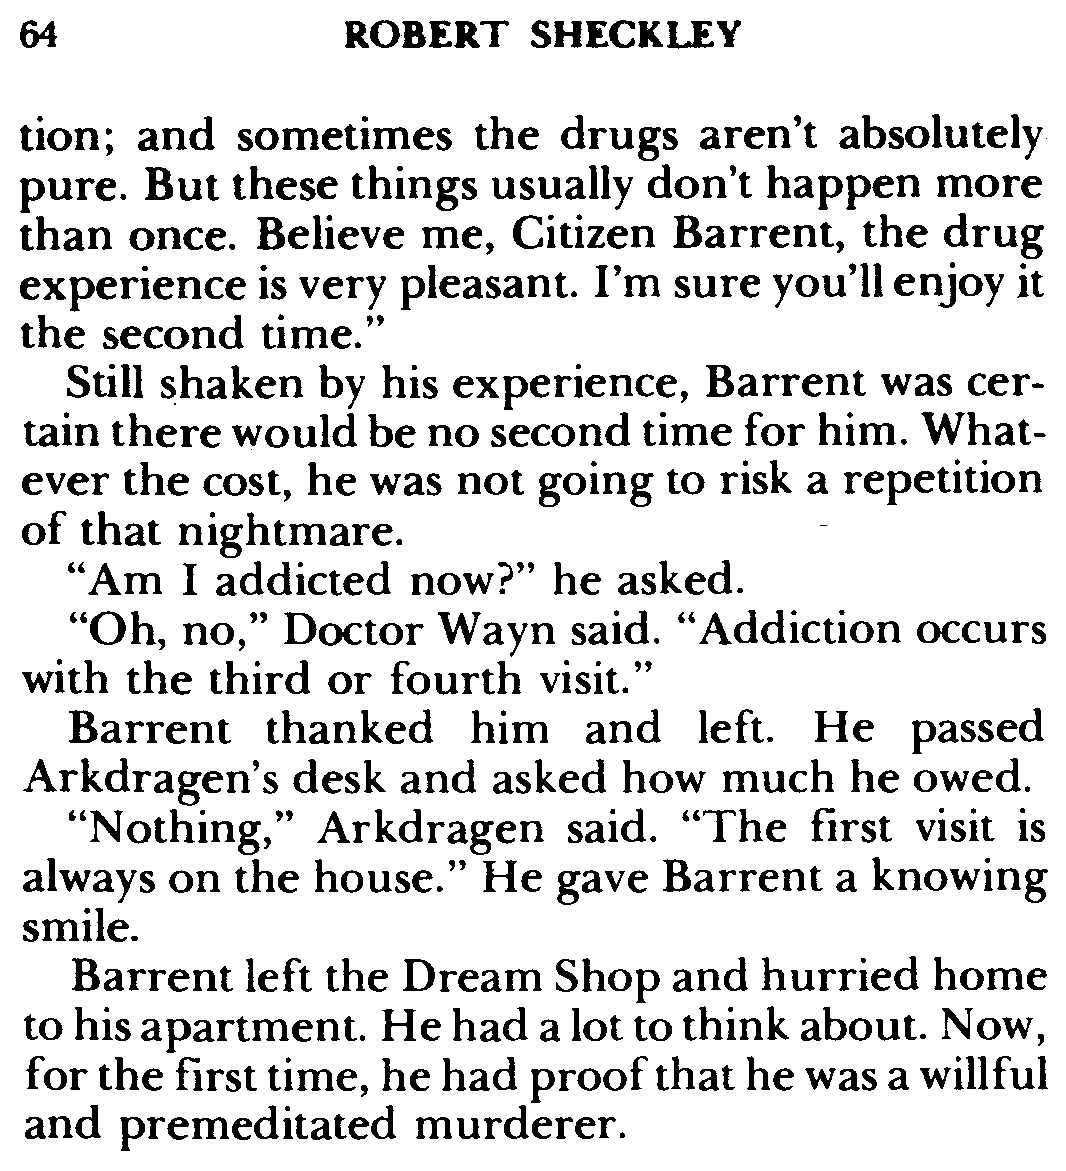 64 ROBERT SHECKLEY
tion; and sometimes the drugs aren't absolutely
pure. But these things usually don't happen more
than once. Believe me, Citizen Barrent, the drug
experience is very pleasant. I'm sure you'll enjoy it
the second time.”
Still shaken by his experience, Barrent was cer-
tain there would be no second time for him. What-
ever the cost, he was not going to risk a repetition
of that nightmare.
“Am I addicted now?” he asked.
“Oh, no,” Doctor Wayn said. “Addiction occurs
with the third or fourth visit.”
Barrent thanked him and left. He passed
Arkdragen's desk and asked how much he owed.
“Nothing,” Arkdragen said. “The first visit is
always on the house.” He gave Barrent a knowing
smile.
Barrent left the Dream Shop and hurried home
to his apartment. He had a lot to think about. Now,
for the first time, he had proof that he was a willful
and premeditated murderer.